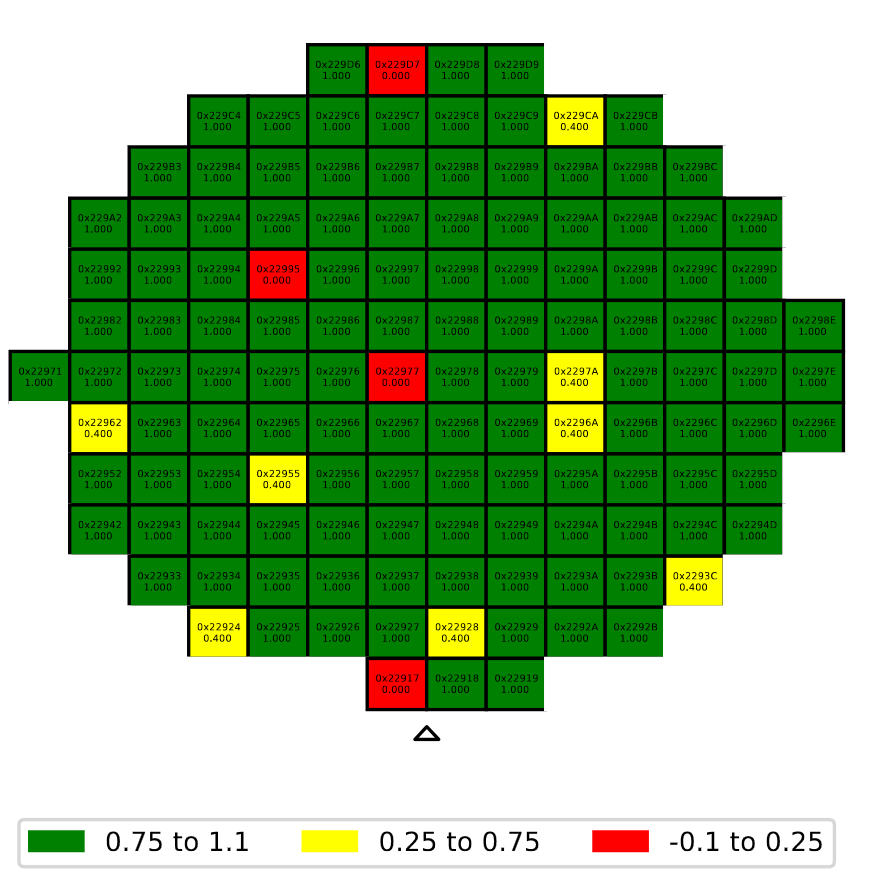 0x229D6 0x229D7 0x229D8 0x229D9
1.000 0.000 1.000 1.000
0x229C4 0x229C5 0x229C6 0x229C7 0x229C8 0x229C9 0x229CA 0x229CB
1.000 1.000 1.000 1.000 1.000 1.000 0.400 1.000
0x229B3 0x229B4 0x229B5 0x229B6 0x229B7 0x229B8 0x229B9 0x229BA 0x229BB 0x229BC
1.000 1.000 1.000 1.000 1.000 1.000 1.000 1.000 1.000 1.000
0x229A2 0x229A3 0x229A4 0x229A5 0x229A6 0x229A7 0x229A8 0x229A9 0x229AA 0x229AB 0x229AC 0x229AD
1.000 1.000 1.000 1.000 1.000 1.000 1.000 1.000 1.000 1.000 1.000 1.000
0x22992 0x22993 0x22994 0x22995 0x22996 0x22997 0x22998 0x22999 0x2299A 0x2299B 0x2299C 0x2299D
1.000 1.000 1.000 0.000 1.000 1.000 1.000 1.000 1.000 1.000 1.000 1.000
0x22982 0x22983 0x22984 0x22985 0x22986 0x22987 0x22988 0x22989 0x2298A 0x2298B 0x2298C 0x2298D 0x2298E
1.000 1.000 1.000 1.000 1.000 1.000 1.000 1.000 1.000 1.000 1.000 1.000 1.000
0x22971 0x22972 0x22973 0x22974 0x22975 0x22976 0x22977 0x22978 0x22979 0x2297A 0x2297B 0x2297C 0x2297D 0x2297E
1.000 1.000 1.000 1.000 1.000 1.000 0.000 1.000 1.000 0.400 1.000 1.000 1.000 1.000
0x22962 0x22963 0x22964 0x22965 0x22966 0x22967 0x22968 0x22969 0x2296A 0x2296B 0x2296C 0x2296D 0x2296E
0.400 1.000 1.000 1.000 1.000 1.000 1.000 1.000 0.400 1.000 1.000 1.000 1.000
0x22952 0x22953 0x22954 0x22955 0x22956 0x22957 0x22958 0x22959 0x2295A 0x2295B 0x2295C 0x2295D
1.000 1.000 1.000 0.400 1.000 1.000 1.000 1.000 1.000 1.000 1.000 1.000
0x22942 0x22943 0x22944 0x22945 0x22946 0x22947 0x22948 0x22949 0x2294A 0x2294B 0x2294C 0x2294D
1.000 1.000 1.000 1.000 1.000 1.000 1.000 1.000 1.000 1.000 1.000 1.000
0x22933 0x22934 0x22935 0x22936 0x22937 0x22938 0x22939 0x2293A 0x2293B 0x2293C
1.000 1.000 1.000 1.000 1.000 1.000 1.000 1.000 1.000 0.400
0x22924 0x22925 0x22926 0x22927 0x22928 0x22929 0x2292A 0x2292B
0.400 1.000 1.000 1.000 0.400 1.000 1.000 1.000
0x22917 0x22918 0x22919
0.000 1.000 1.000
0.75 to 1.1 0.25 to 0.75 -0.1 to 0.25